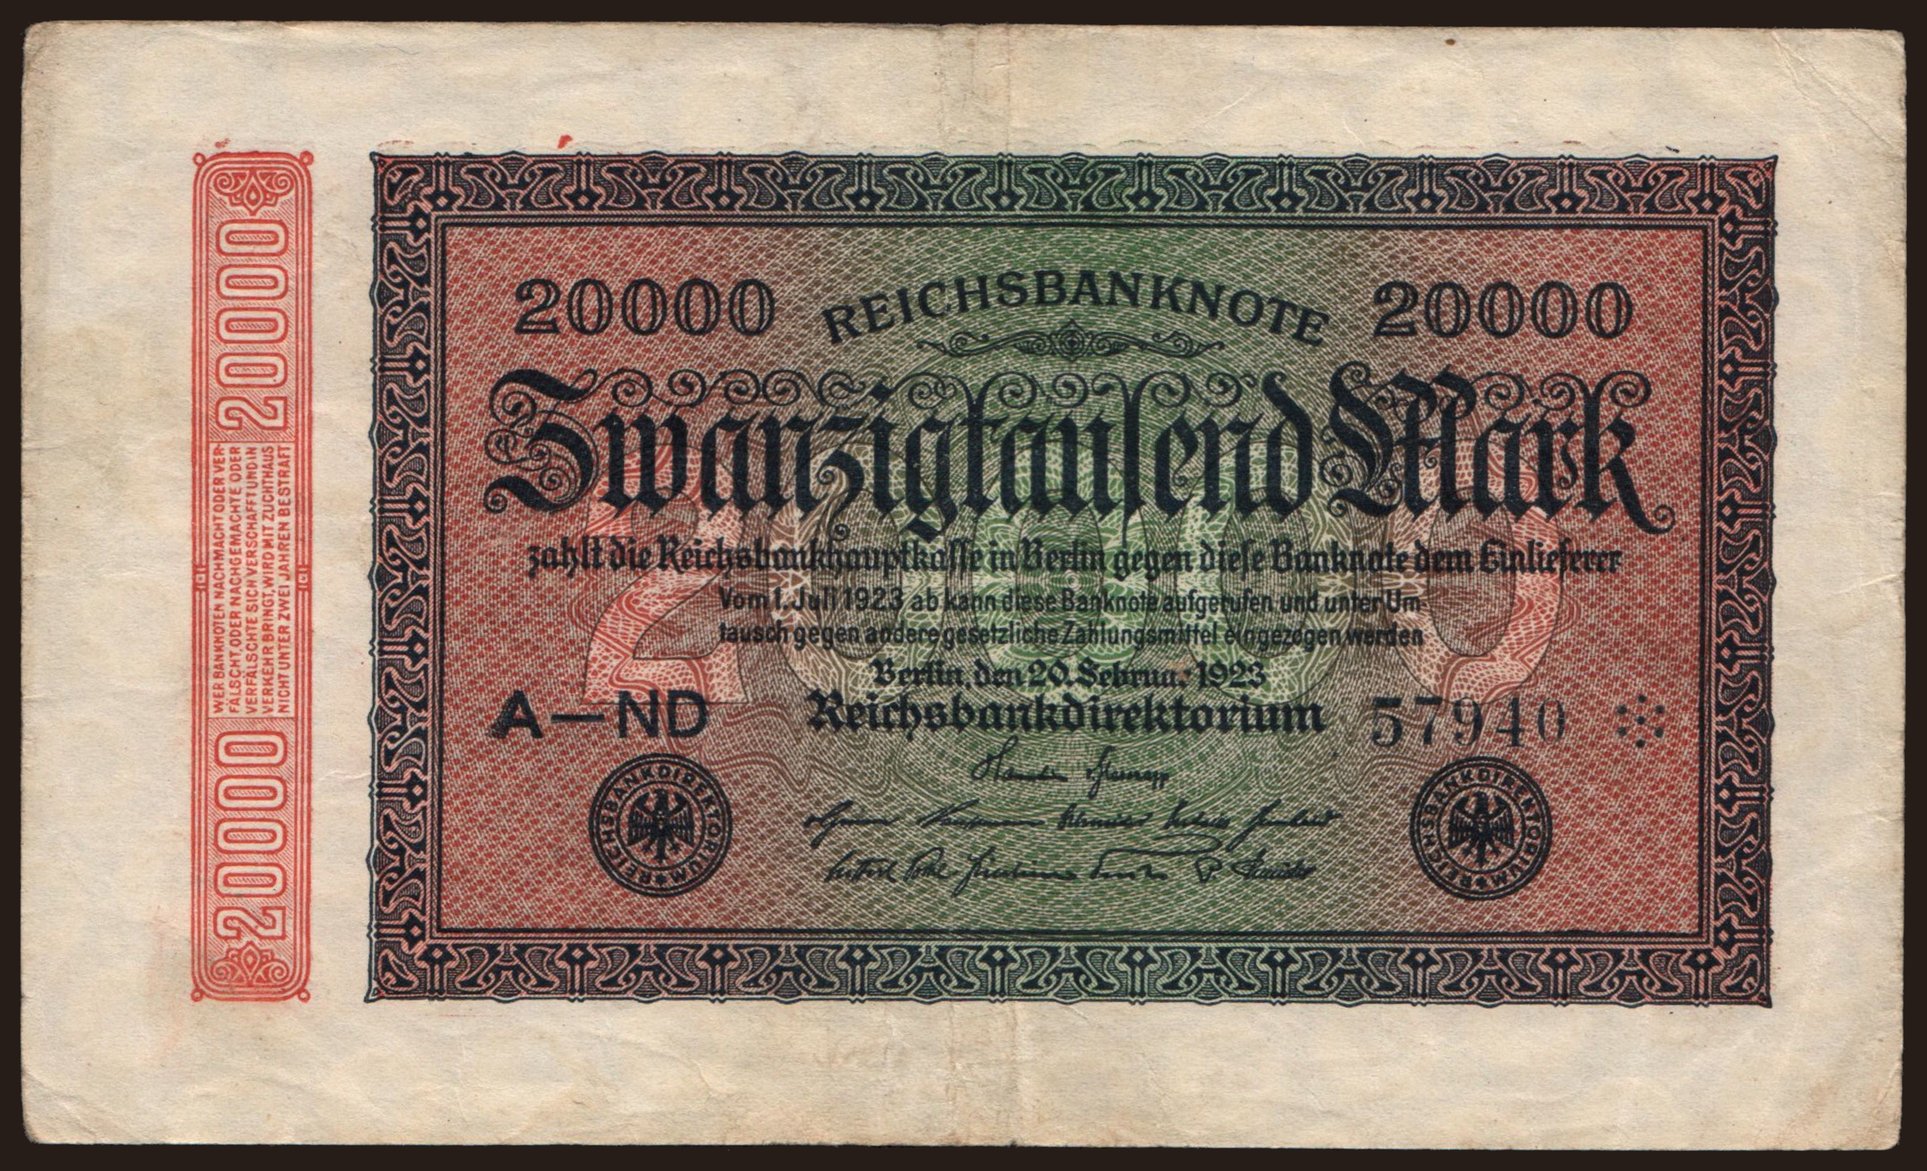 20000
WER BANKNOTEN NACHMACHT ODER VER-
FÄLSCHT, ODER NACHGEMACHTE ODER
VERFÄLSCHTE SICH VERSCHAFFT UND IN
VERKEHR BRINGT, WIRD MIT ZUCHTHAUS
NICHT UNTER ZWEI JAHREN BESTRAFT
20000
20000
REICHSBANKNOTE
20000
Zwanzigtausend Mark
20000
zahlt die Reichsbankhauptkasse in Berlin gegen diese Banknote dem Einlieferer
Vom 1. Juli 1923 ab kann diese Banknote aufgerufen und unter Um
tausch gegen andere gesetzliche Zahlungsmittel eingezogen werden
Berlin, den 20. Februar 1923
A—ND
Reichsbankdirektorium
57940
REICHSBANKDIREKTORIUM
REICHSBANKDIREKTORIUM